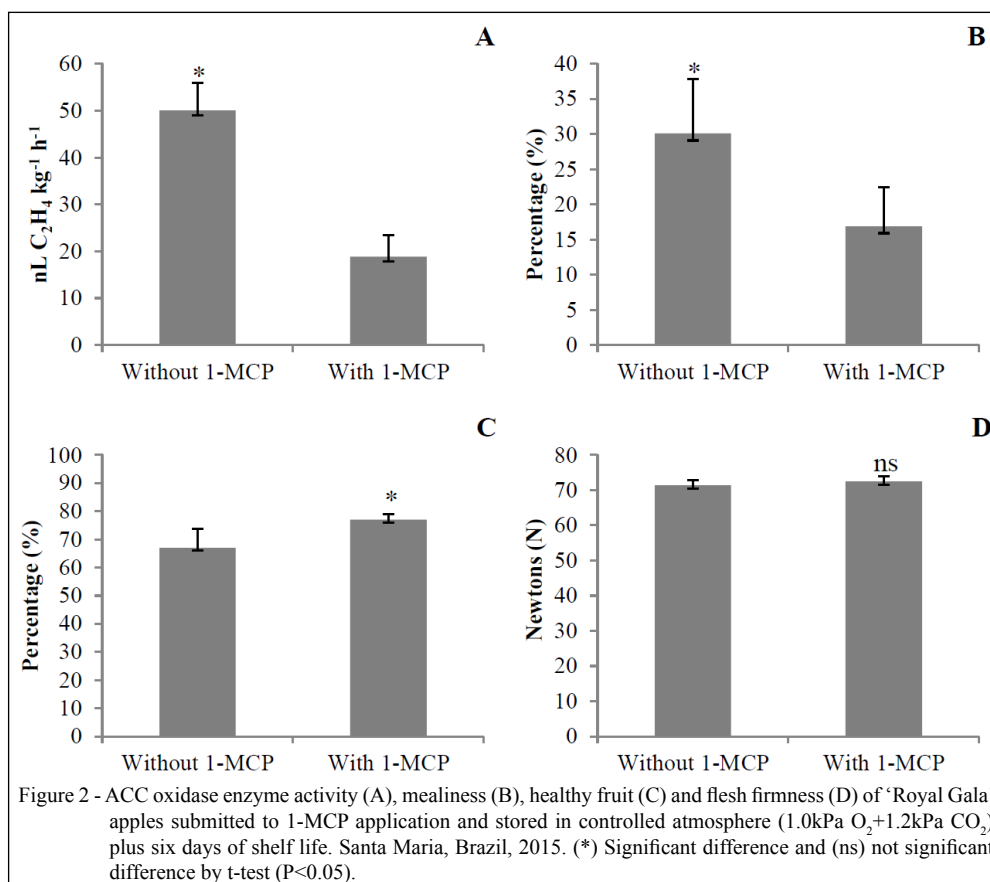 A
60
50
40
30
20
10
0
nL C₂H₄ kg⁻¹ h⁻¹
*
Without 1-MCP With 1-MCP
B
40
35
30
25
20
15
10
5
0
Percentage (%)
*
Without 1-MCP With 1-MCP
C
100
90
80
70
60
50
40
30
20
10
0
Percentage (%)
*
Without 1-MCP With 1-MCP
D
80
70
60
50
40
30
20
10
0
Newtons (N)
ns
Without 1-MCP With 1-MCP
Figure 2 - ACC oxidase enzyme activity (A), mealiness (B), healthy fruit (C) and flesh firmness (D) of ‘Royal Gala
apples submitted to 1-MCP application and stored in controlled atmosphere (1.0kPa O₂+1.2kPa CO₂)
plus six days of shelf life. Santa Maria, Brazil, 2015. (*) Significant difference and (ns) not significant
difference by t-test (P<0.05).